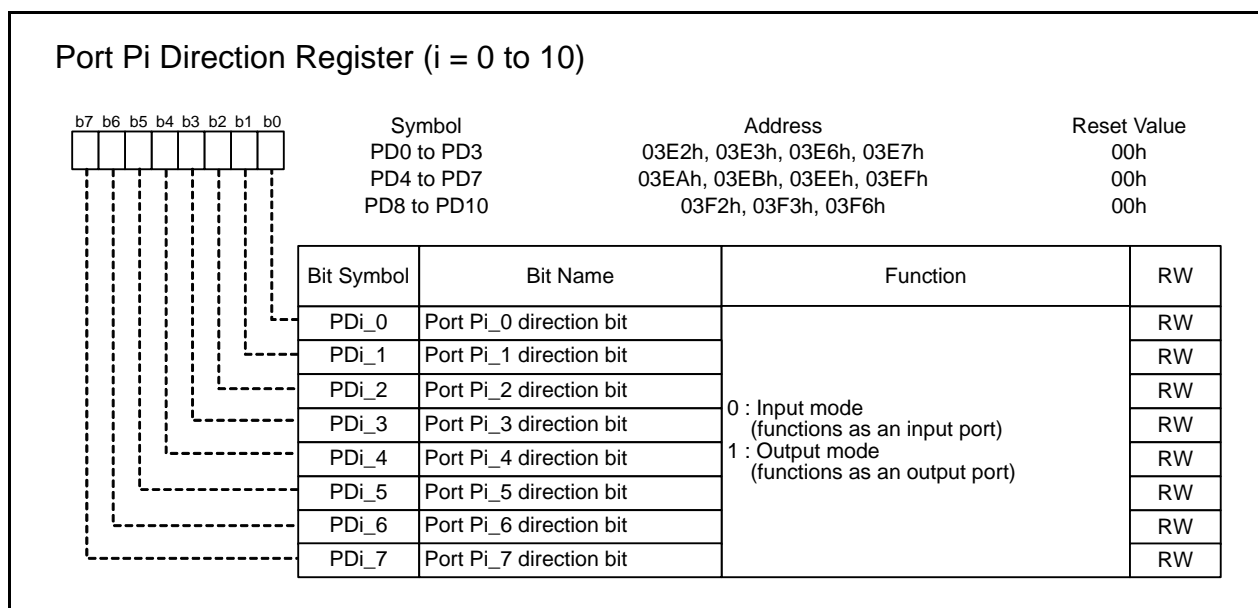 Port Pi Direction Register (i = 0 to 10)
b7 b6 b5 b4 b3 b2 b1 b0
Symbol Address Reset Value
PD0 to PD3 03E2h, 03E3h, 03E6h, 03E7h 00h
PD4 to PD7 03EAh, 03EBh, 03EEh, 03EFh 00h
PD8 to PD10 03F2h, 03F3h, 03F6h 00h
Bit Symbol Bit Name Function RW
PDi_0 Port Pi_0 direction bit RW
PDi_1 Port Pi_1 direction bit RW
PDi_2 Port Pi_2 direction bit RW
0 : Input mode
PDi_3 Port Pi_3 direction bit (functions as an input port) RW
1 : Output mode
PDi_4 Port Pi_4 direction bit (functions as an output port) RW
PDi_5 Port Pi_5 direction bit RW
PDi_6 Port Pi_6 direction bit RW
PDi_7 Port Pi_7 direction bit RW